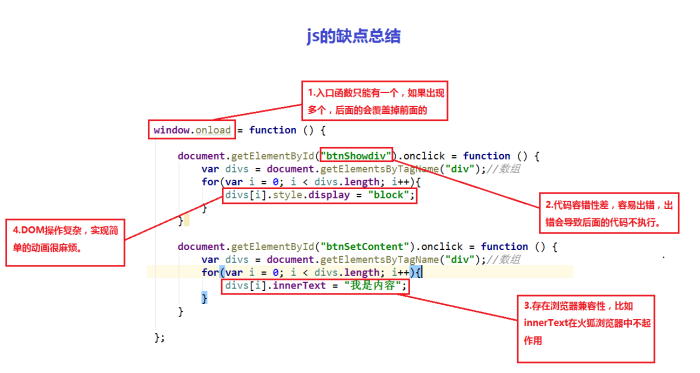 js的缺点总结
1.入口函数只能有一个，如果出现
多个，后面的会覆盖掉前面的
window.onload = function () {
document.getElementById("btnShowdiv").onclick = function () {
var divs = document.getElementsByTagName("div");//数组
for(var i = 0; i < divs.length; i++){
divs[i].style.display = "block";
}
}
2.代码容错性差，容易出错，出
错会导致后面的代码不执行。
4.DOM操作复杂，实现简
单的动画很麻烦。
document.getElementById("btnSetContent").onclick = function () {
var divs = document.getElementsByTagName("div");//数组
for(var i = 0; i < divs.length; i++){
divs[i].innerText = "我是内容";
}
}
};
3.存在浏览器兼容性，比如
innerText在火狐浏览器中不起
作用